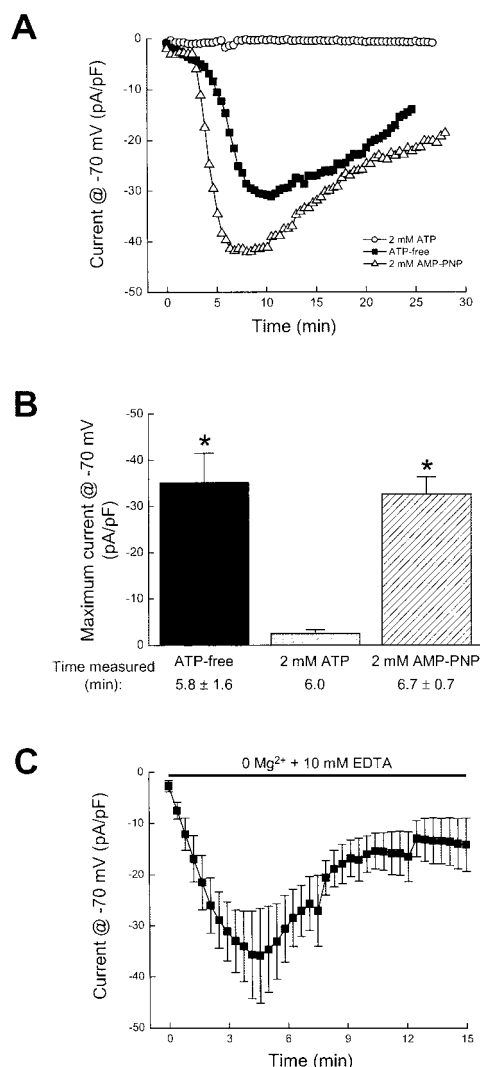 A
Current @ -70 mV (pA/pF)
0
-10
-20
-30
-40
-50
2 mM ATP
ATP-free
2 mM AMP-PNP
0 5 10 15 20 25 30
Time (min)
B
Maximum current @ -70 mV
(pA/pF)
-50
-40
-30
-20
-10
0
*
*
ATP-free 2 mM ATP 2 mM AMP-PNP
Time measured
(min): 5.8 ± 1.6 6.0 6.7 ± 0.7
C
0 Mg²⁺ + 10 mM EDTA
Current @ -70 mV (pA/pF)
0
-10
-20
-30
-40
-50
0 3 6 9 12 15
Time (min)